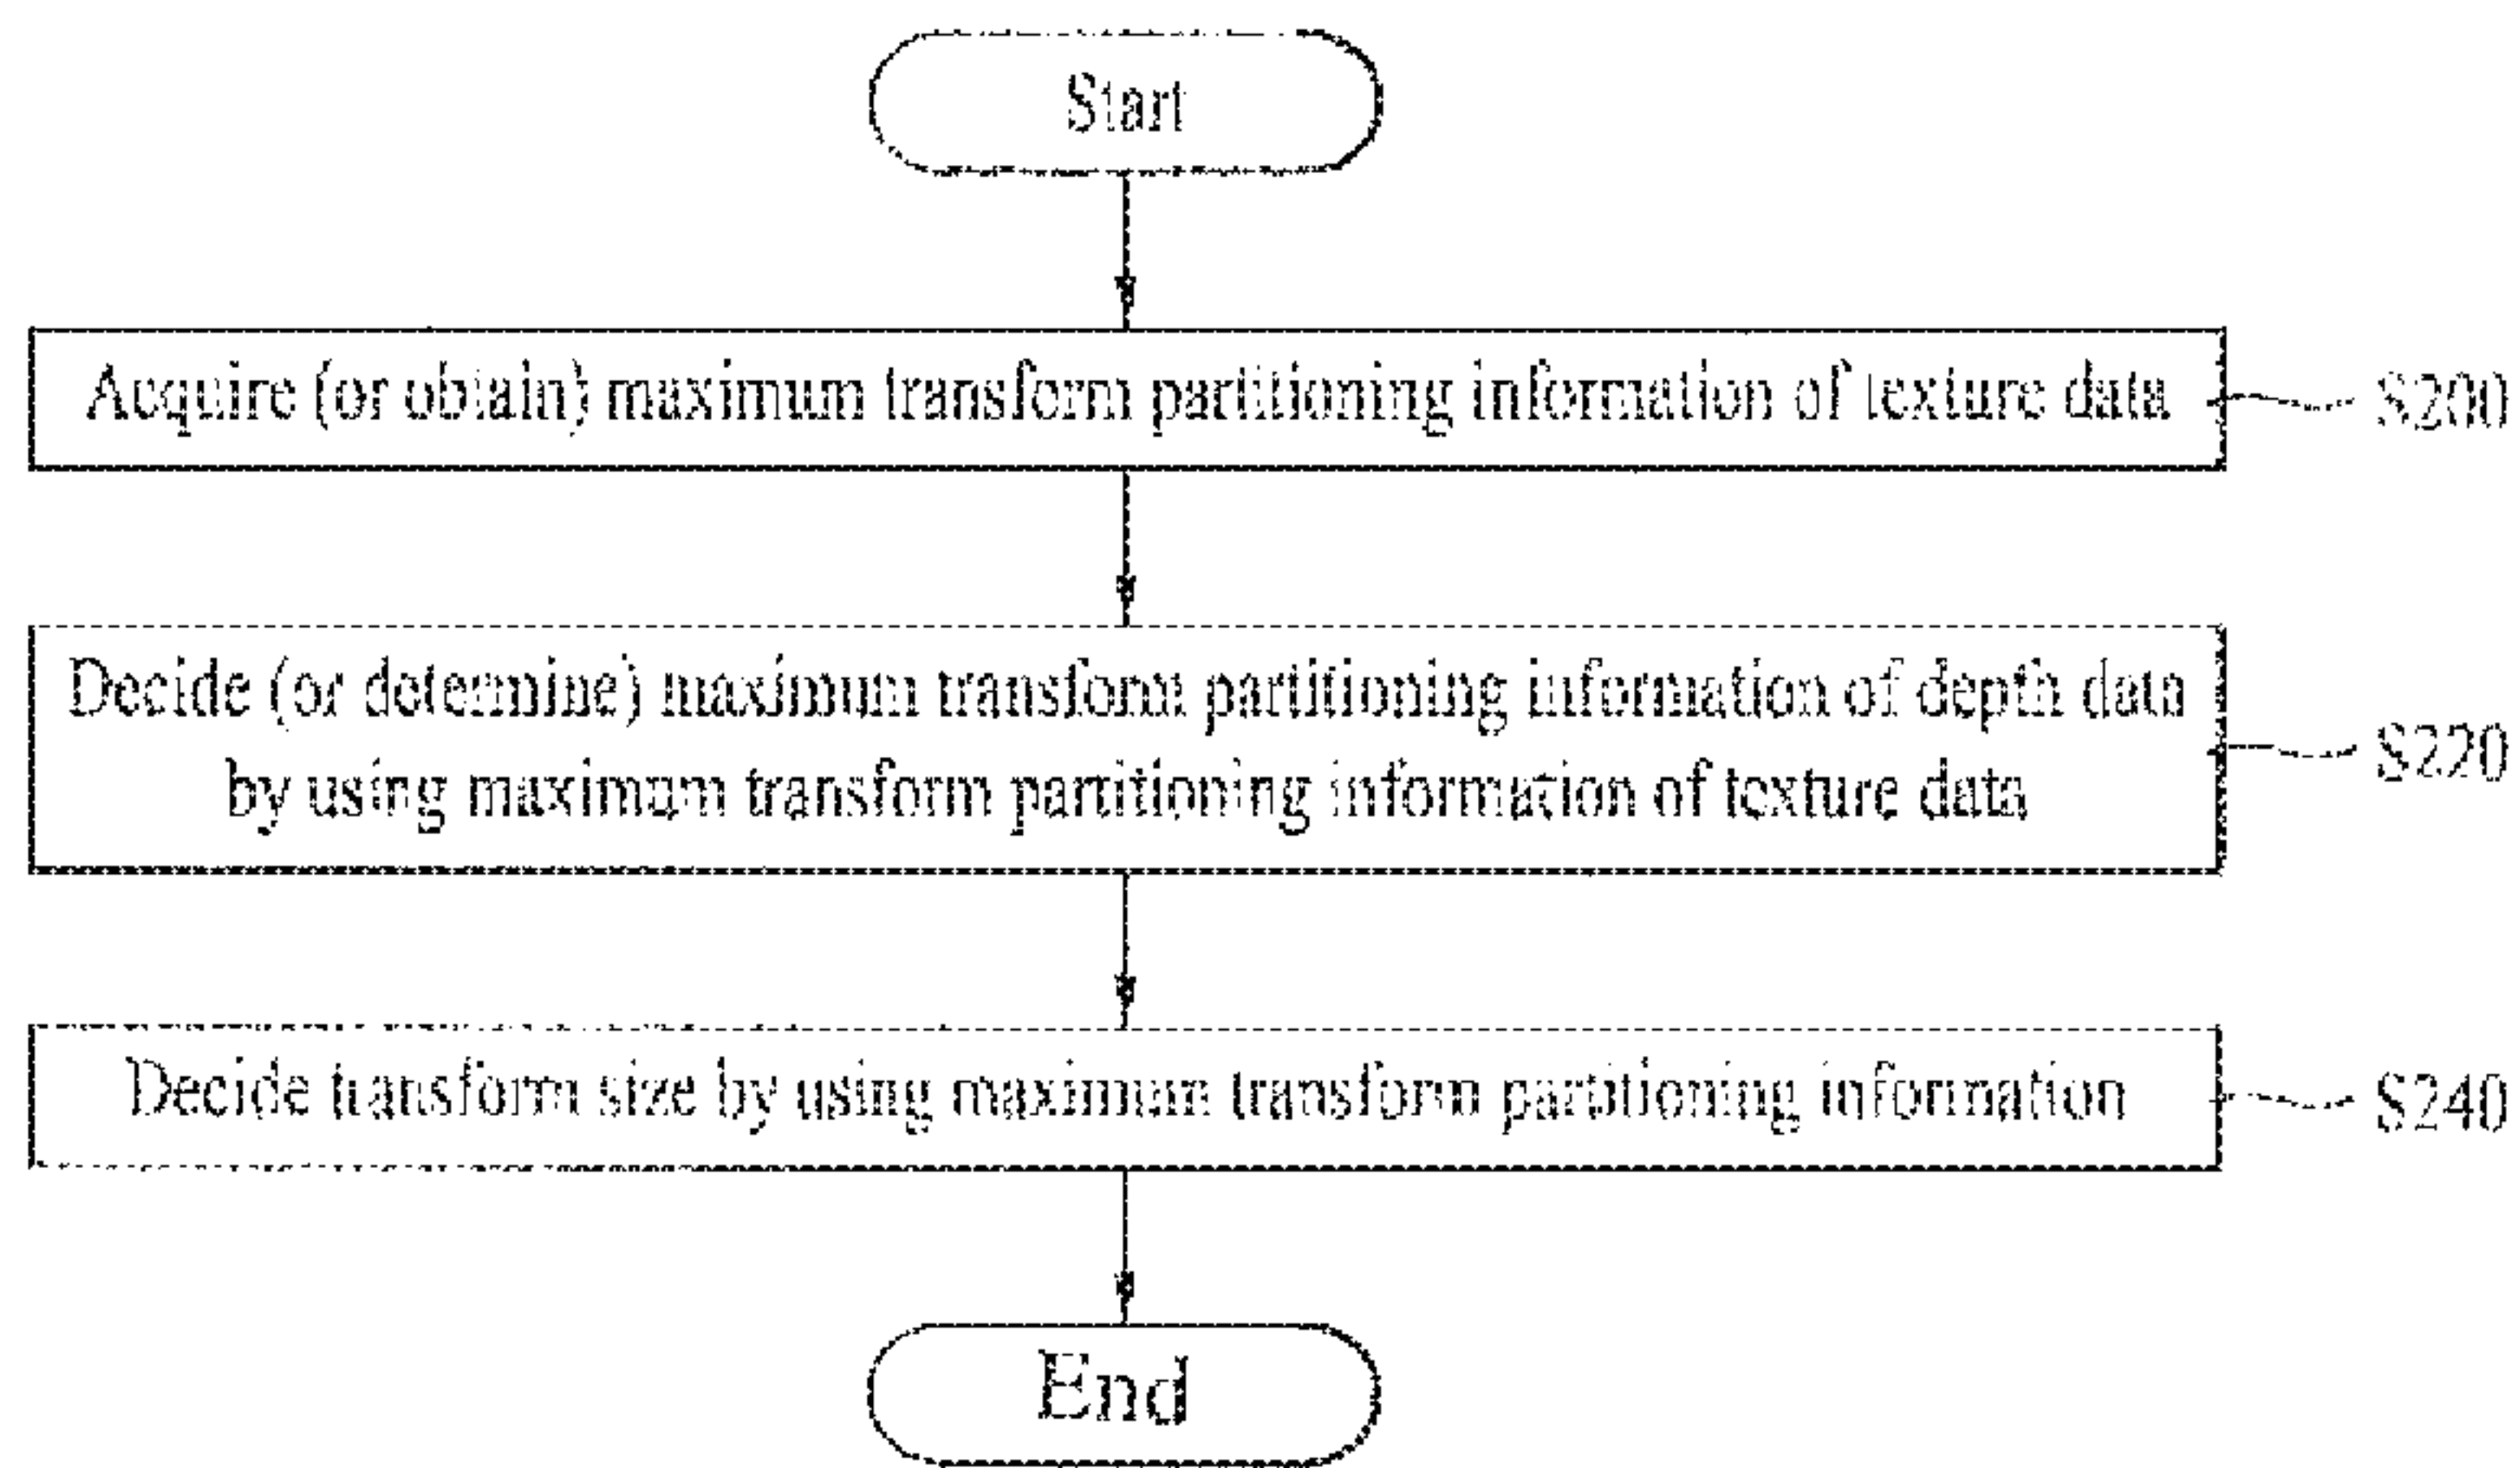 Start
Acquire (or obtain) maximum transform partitioning information of texture data
S200
Decide (or determine) maximum transform partitioning information of depth data
by using maximum transform partitioning information of texture data
S220
Decide transform size by using maximum transform partitioning information
S240
End